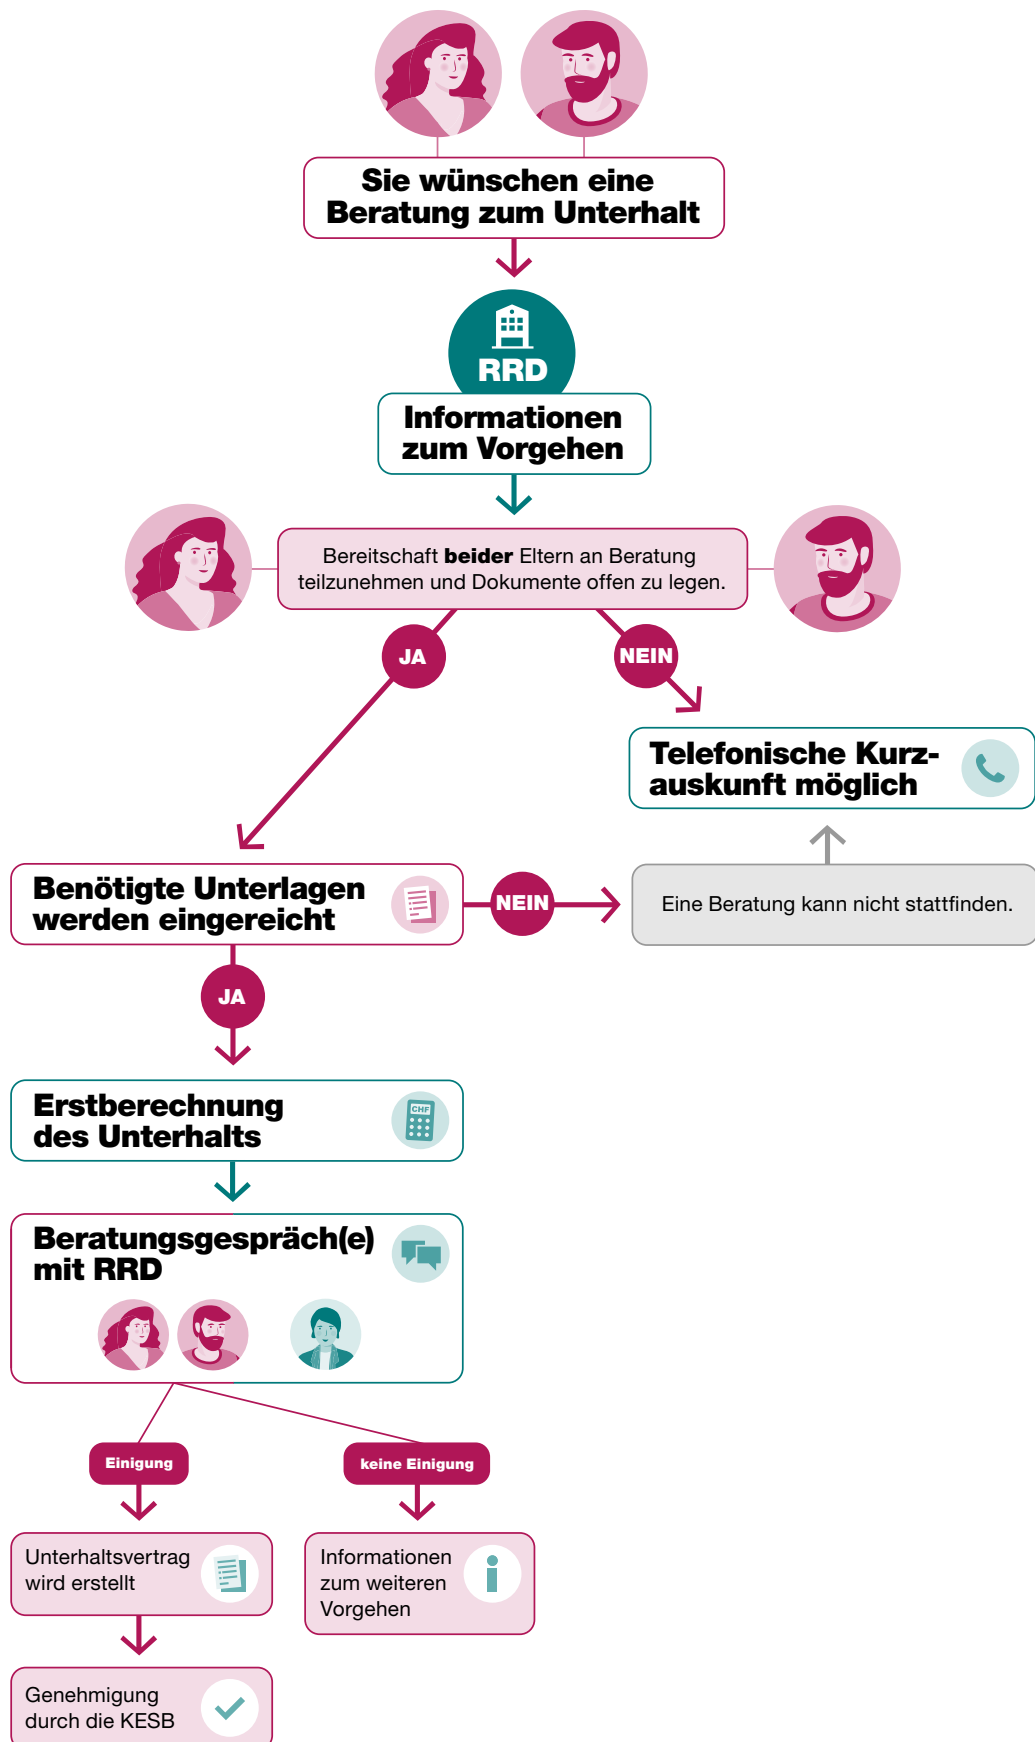 Sie wünschen eine
Beratung zum Unterhalt
RRD
Informationen
zum Vorgehen
Bereitschaft beider Eltern an Beratung
teilzunehmen und Dokumente offen zu legen.
JA
NEIN
Telefonische Kurz-
auskunft möglich
Benötigte Unterlagen
werden eingereicht
NEIN
Eine Beratung kann nicht stattfinden.
JA
Erstberechnung
des Unterhalts
CHF
Beratungsgespräch(e)
mit RRD
Einigung
keine Einigung
Unterhaltsvertrag
wird erstellt
Informationen
zum weiteren
Vorgehen
Genehmigung
durch die KESB